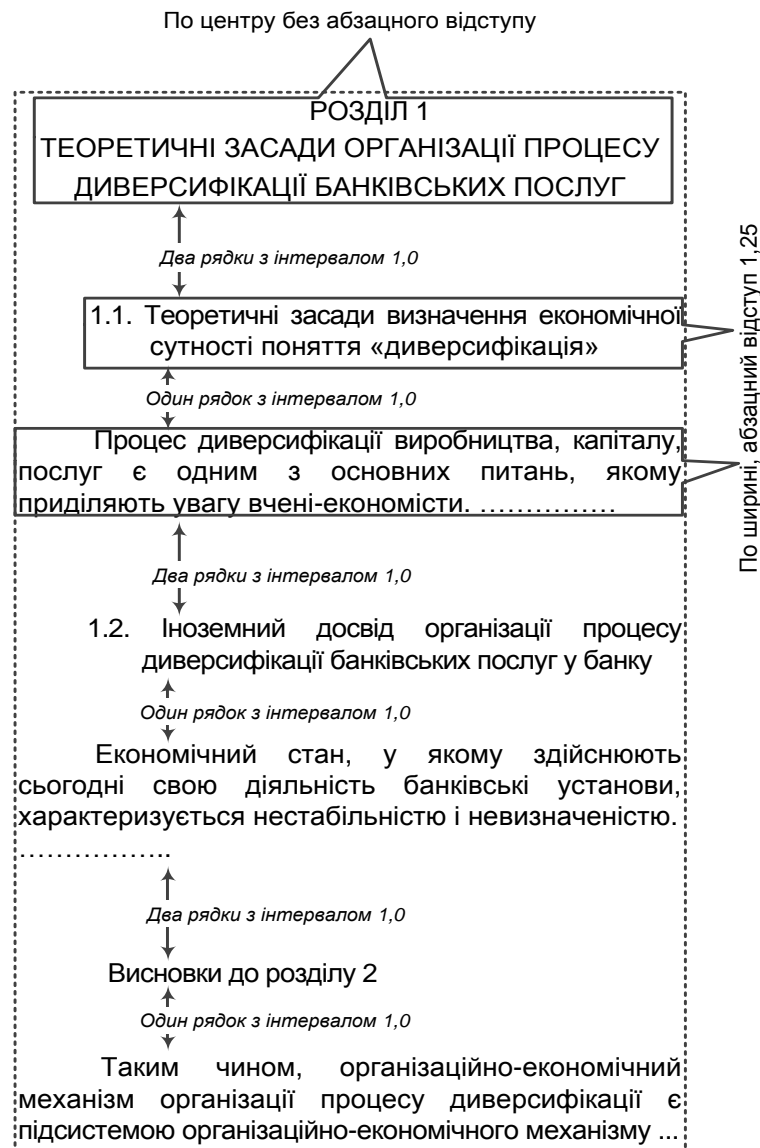 По центру без абзацного відступу
РОЗДІЛ 1
ТЕОРЕТИЧНІ ЗАСАДИ ОРГАНІЗАЦІЇ ПРОЦЕСУ
ДИВЕРСИФІКАЦІЇ БАНКІВСЬКИХ ПОСЛУГ
Два рядки з інтервалом 1,0
1.1. Теоретичні засади визначення економічної
сутності поняття «диверсифікація»
Один рядок з інтервалом 1,0
Процес диверсифікації виробництва, капіталу,
послуг є одним з основних питань, якому
приділяють увагу вчені-економісти. ……………
По ширині, абзацний відступ 1,25
Два рядки з інтервалом 1,0
1.2. Іноземний досвід організації процесу
диверсифікації банківських послуг у банку
Один рядок з інтервалом 1,0
Економічний стан, у якому здійснюють
сьогодні свою діяльність банківські установи,
характеризується нестабільністю і невизначеністю.
……………..
Два рядки з інтервалом 1,0
Висновки до розділу 2
Один рядок з інтервалом 1,0
Таким чином, організаційно-економічний
механізм організації процесу диверсифікації є
підсистемою організаційно-економічного механізму ...